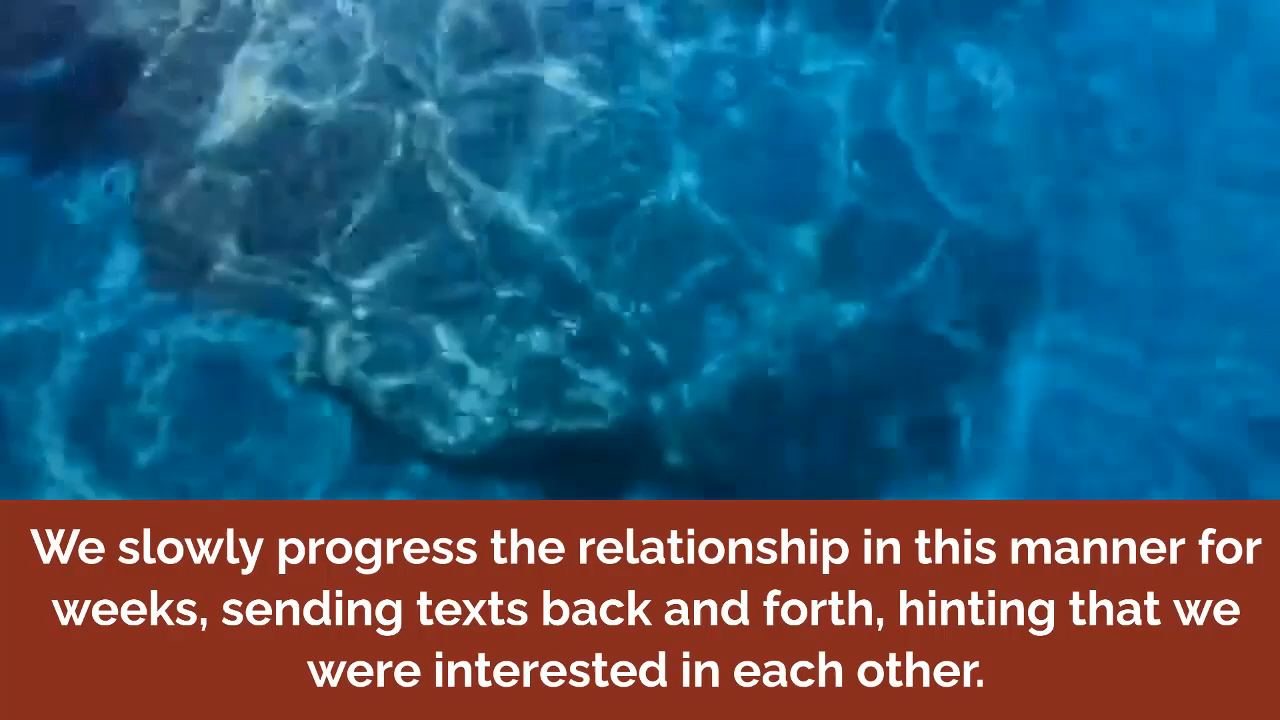 We slowly progress the relationship in this manner for
weeks, sending texts back and forth, hinting that we
were interested in each other.